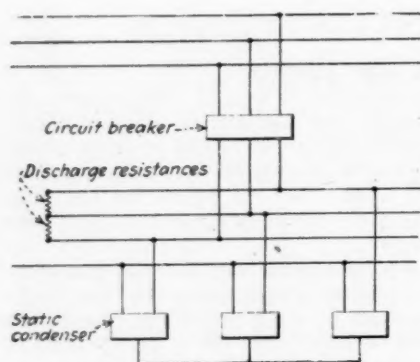 Circuit breaker
Discharge resistances
Static
condenser